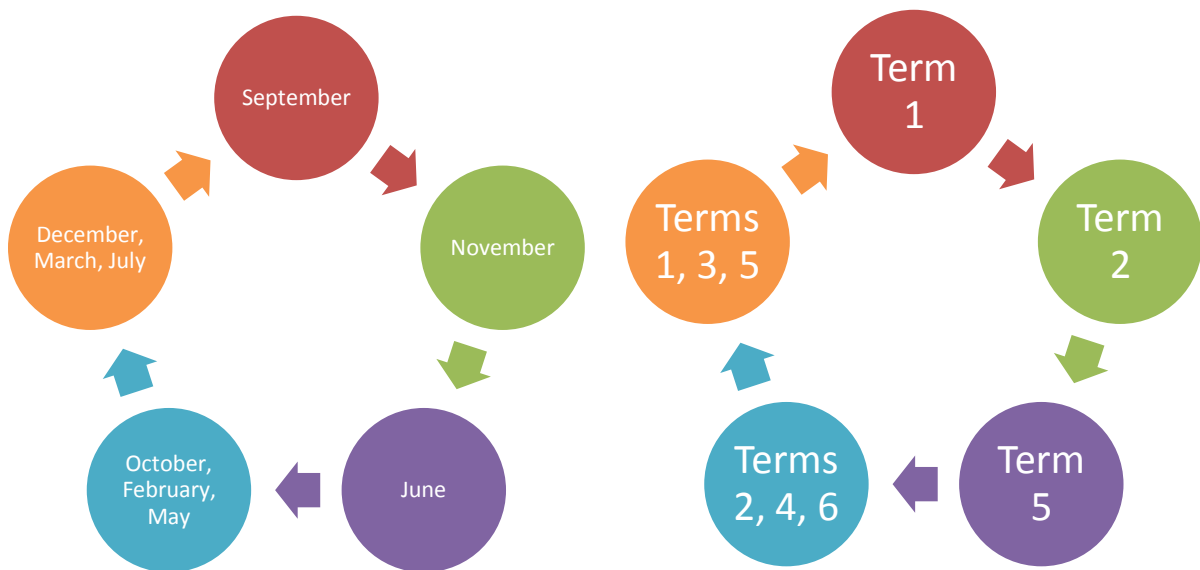 September
November
June
October,
February,
May
December,
March, July
Term
1
Term
2
Term
5
Terms
2, 4, 6
Terms
1, 3, 5